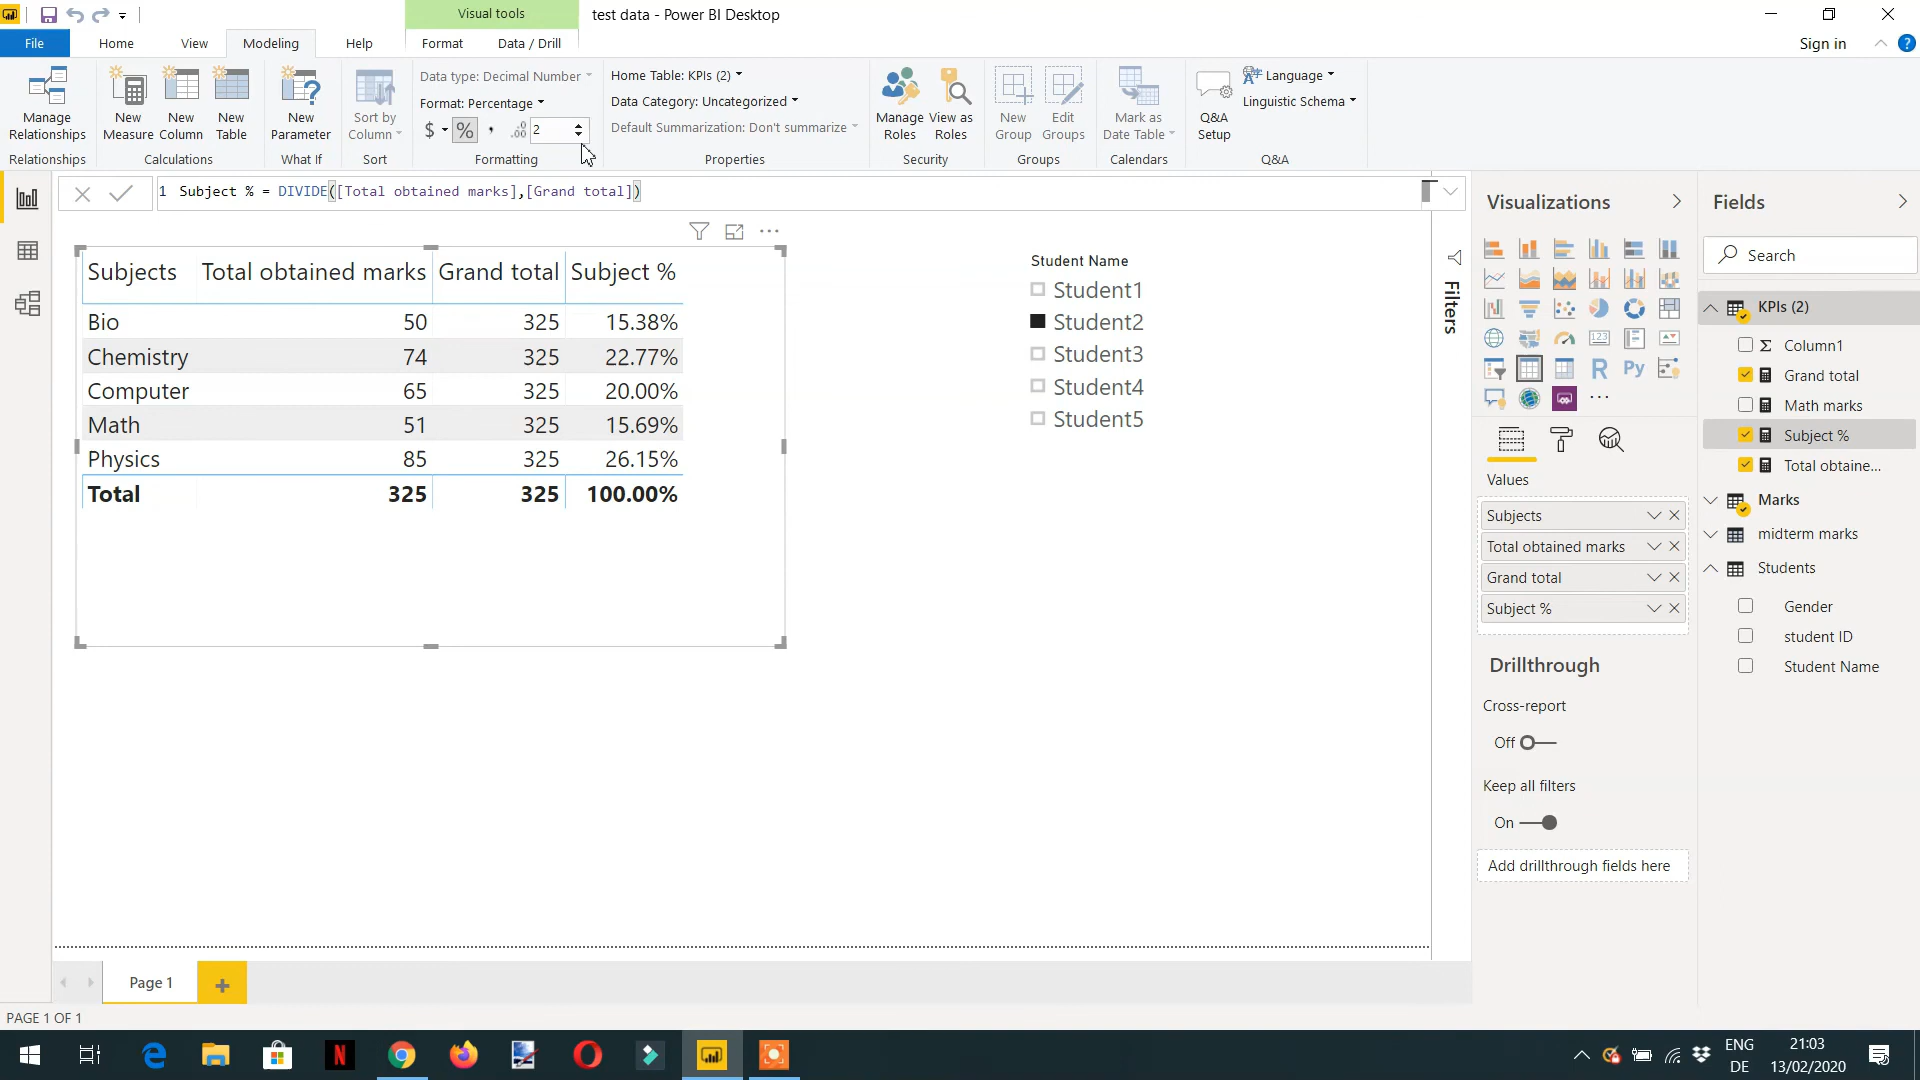 Visual tools
test data - Power BI Desktop
File
Home
View
Modeling
Help
Format
Data / Drill
Sign in
?
Manage
Relationships
Relationships
New
Measure
New
Column
New
Table
Calculations
New
Parameter
What If
Sort by
Column
Sort
Data type: Decimal Number
Format: Percentage
$ % , .00 2
Formatting
Home Table: KPIs (2)
Data Category: Uncategorized
Default Summarization: Don't summarize
Properties
Manage
Roles
View as
Roles
Security
New
Group
Edit
Groups
Groups
Mark as
Date Table
Calendars
Q&A
Setup
Language
Linguistic Schema
Q&A
1 Subject % = DIVIDE([Total obtained marks],[Grand total])
Subjects Total obtained marks Grand total Subject %
Bio 50 325 15.38%
Chemistry 74 325 22.77%
Computer 65 325 20.00%
Math 51 325 15.69%
Physics 85 325 26.15%
Total 325 325 100.00%
Student Name
Student1
Student2
Student3
Student4
Student5
Filters
Visualizations
R
Py
Values
Subjects
Total obtained marks
Grand total
Subject %
Drillthrough
Cross-report
Off
Keep all filters
On
Add drillthrough fields here
Fields
Search
KPIs (2)
Column1
Grand total
Math marks
Subject %
Total obtaine...
Marks
midterm marks
Students
Gender
student ID
Student Name
Page 1
PAGE 1 OF 1
ENG
DE
21:03
13/02/2020